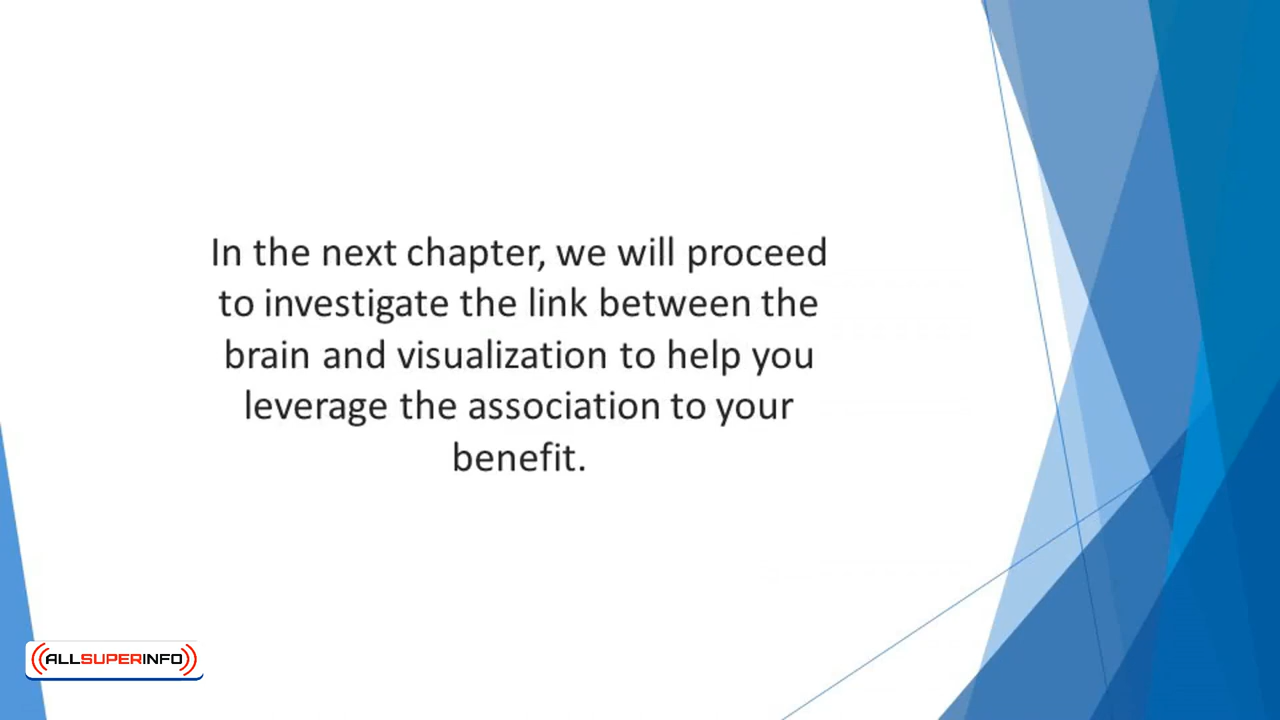 In the next chapter, we will proceed
to investigate the link between the
brain and visualization to help you
leverage the association to your
benefit.
ALLSUPERINFO